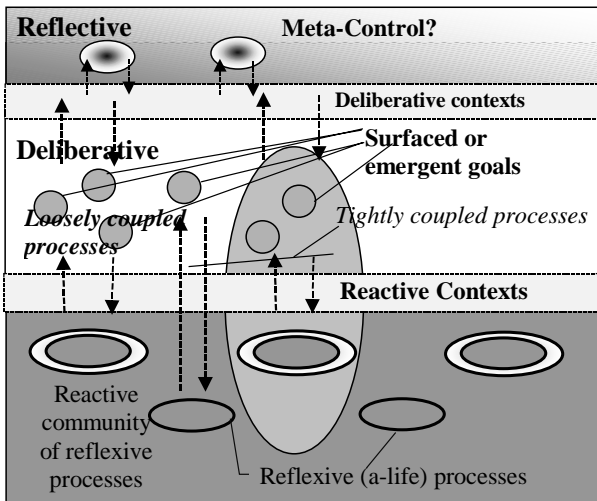 Reflective Meta-Control?
Deliberative contexts
Deliberative
Surfaced or
emergent goals
Loosely coupled
processes
Tightly coupled processes
Reactive Contexts
Reactive
community
of reflexive
processes
Reflexive (a-life) processes